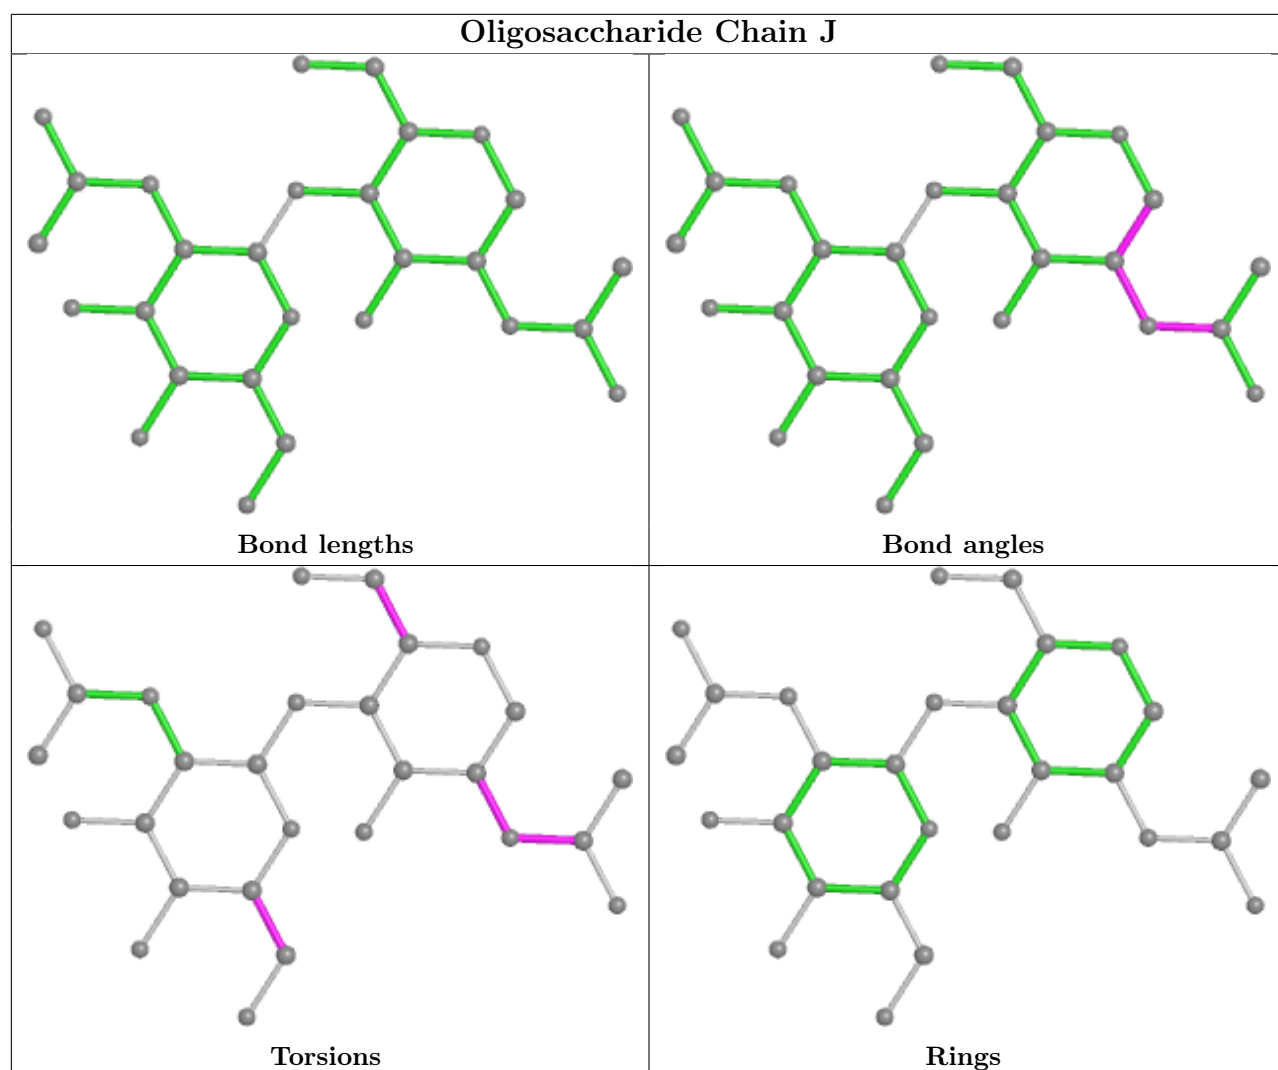 Oligosaccharide Chain J
Bond lengths
Bond angles
Torsions
Rings